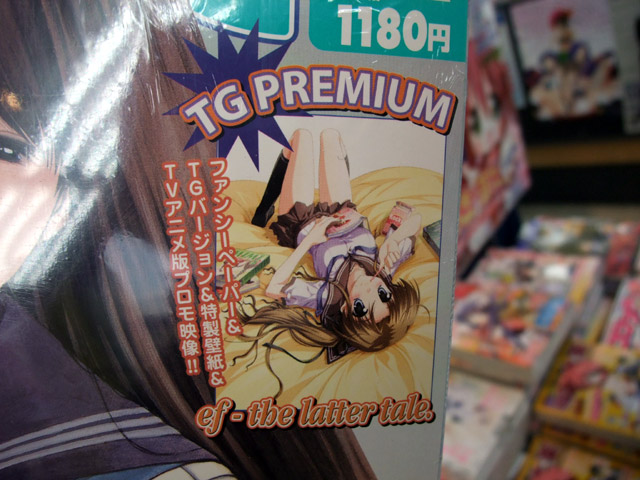 1180円
TG PREMIUM
ファンシーペーパー&
TGバージョン&特製壁紙&
TVアニメ版プロモ映像!!
ef - the latter tale.